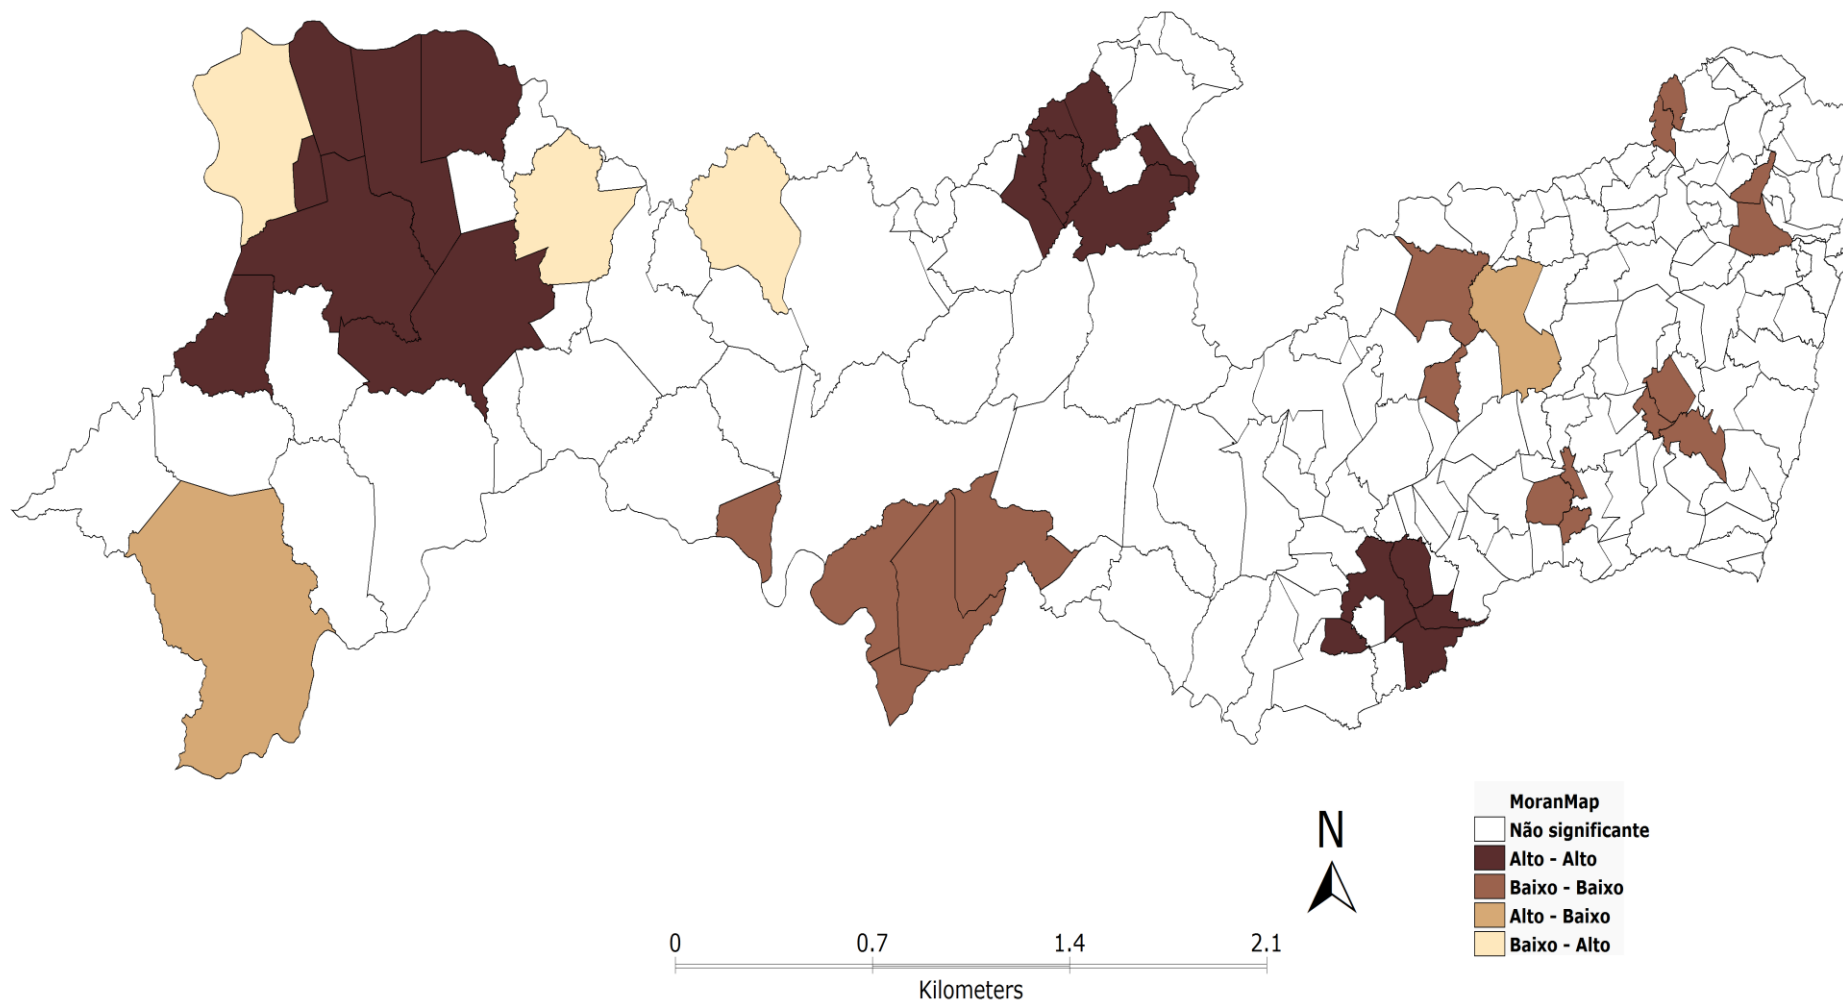 N
MoranMap
Não significante
Alto - Alto
Baixo - Baixo
Alto - Baixo
Baixo - Alto
0 0.7 1.4 2.1
Kilometers